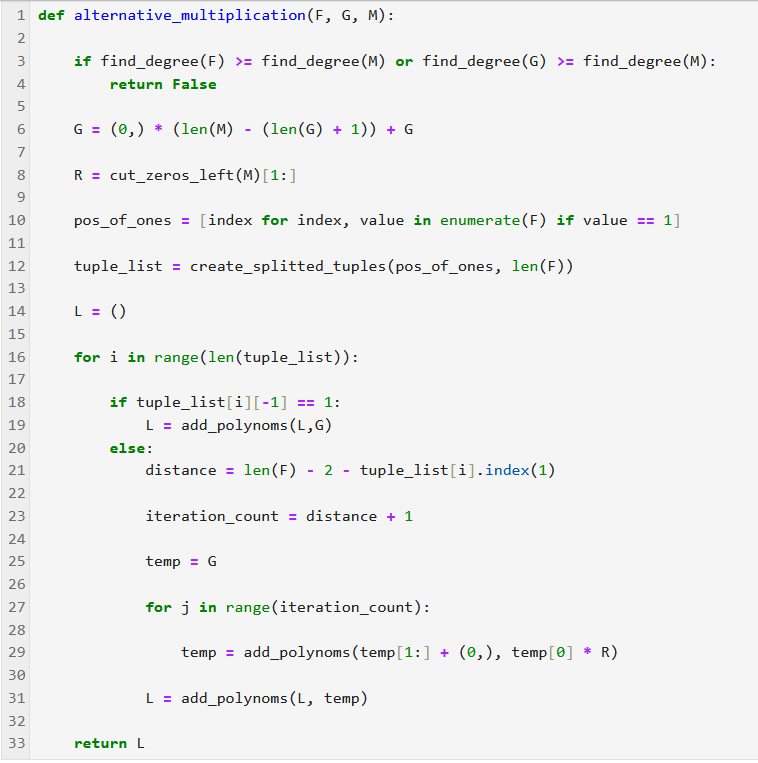 1 def alternative_multiplication(F, G, M):
2
3     if find_degree(F) >= find_degree(M) or find_degree(G) >= find_degree(M):
4         return False
5
6     G = (0,) * (len(M) - (len(G) + 1)) + G
7
8     R = cut_zeros_left(M)[1:]
9
10     pos_of_ones = [index for index, value in enumerate(F) if value == 1]
11
12     tuple_list = create_splitted_tuples(pos_of_ones, len(F))
13
14     L = ()
15
16     for i in range(len(tuple_list)):
17
18         if tuple_list[i][-1] == 1:
19             L = add_polynoms(L,G)
20         else:
21             distance = len(F) - 2 - tuple_list[i].index(1)
22
23             iteration_count = distance + 1
24
25             temp = G
26
27             for j in range(iteration_count):
28
29                 temp = add_polynoms(temp[1:] + (0,), temp[0] * R)
30
31             L = add_polynoms(L, temp)
32
33     return L